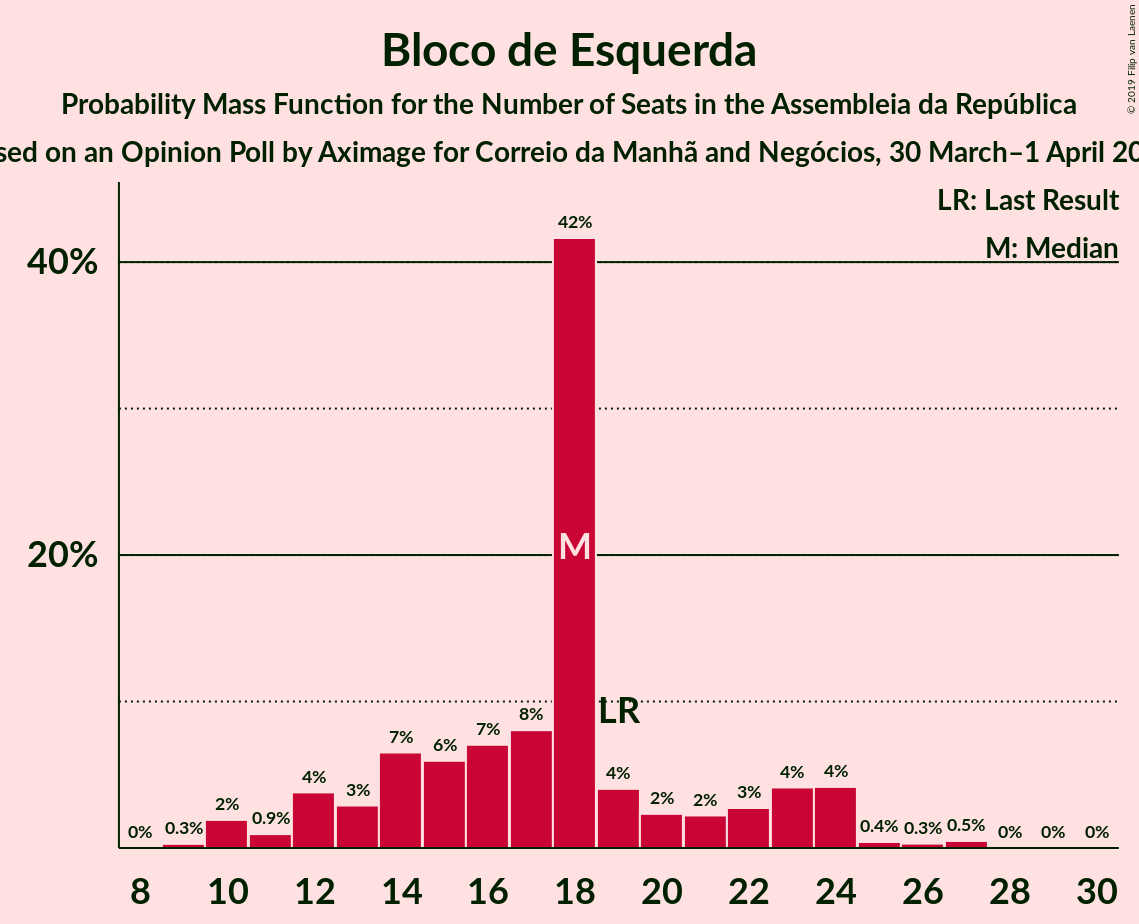 Bloco de Esquerda
Probability Mass Function for the Number of Seats in the Assembleia da República
on an Opinion Poll by Aximage for Correio da Manhã and Negócios, 30 March–1 April
© 2019 Filip van Laenen
LR: Last Result
M: Median
40%
20%
42%
M
LR
0% 0.3% 2% 0.9% 4% 3% 7% 6% 7% 8% 4% 2% 2% 3% 4% 4% 0.4% 0.3% 0.5% 0% 0% 0%
8 10 12 14 16 18 20 22 24 26 28 30